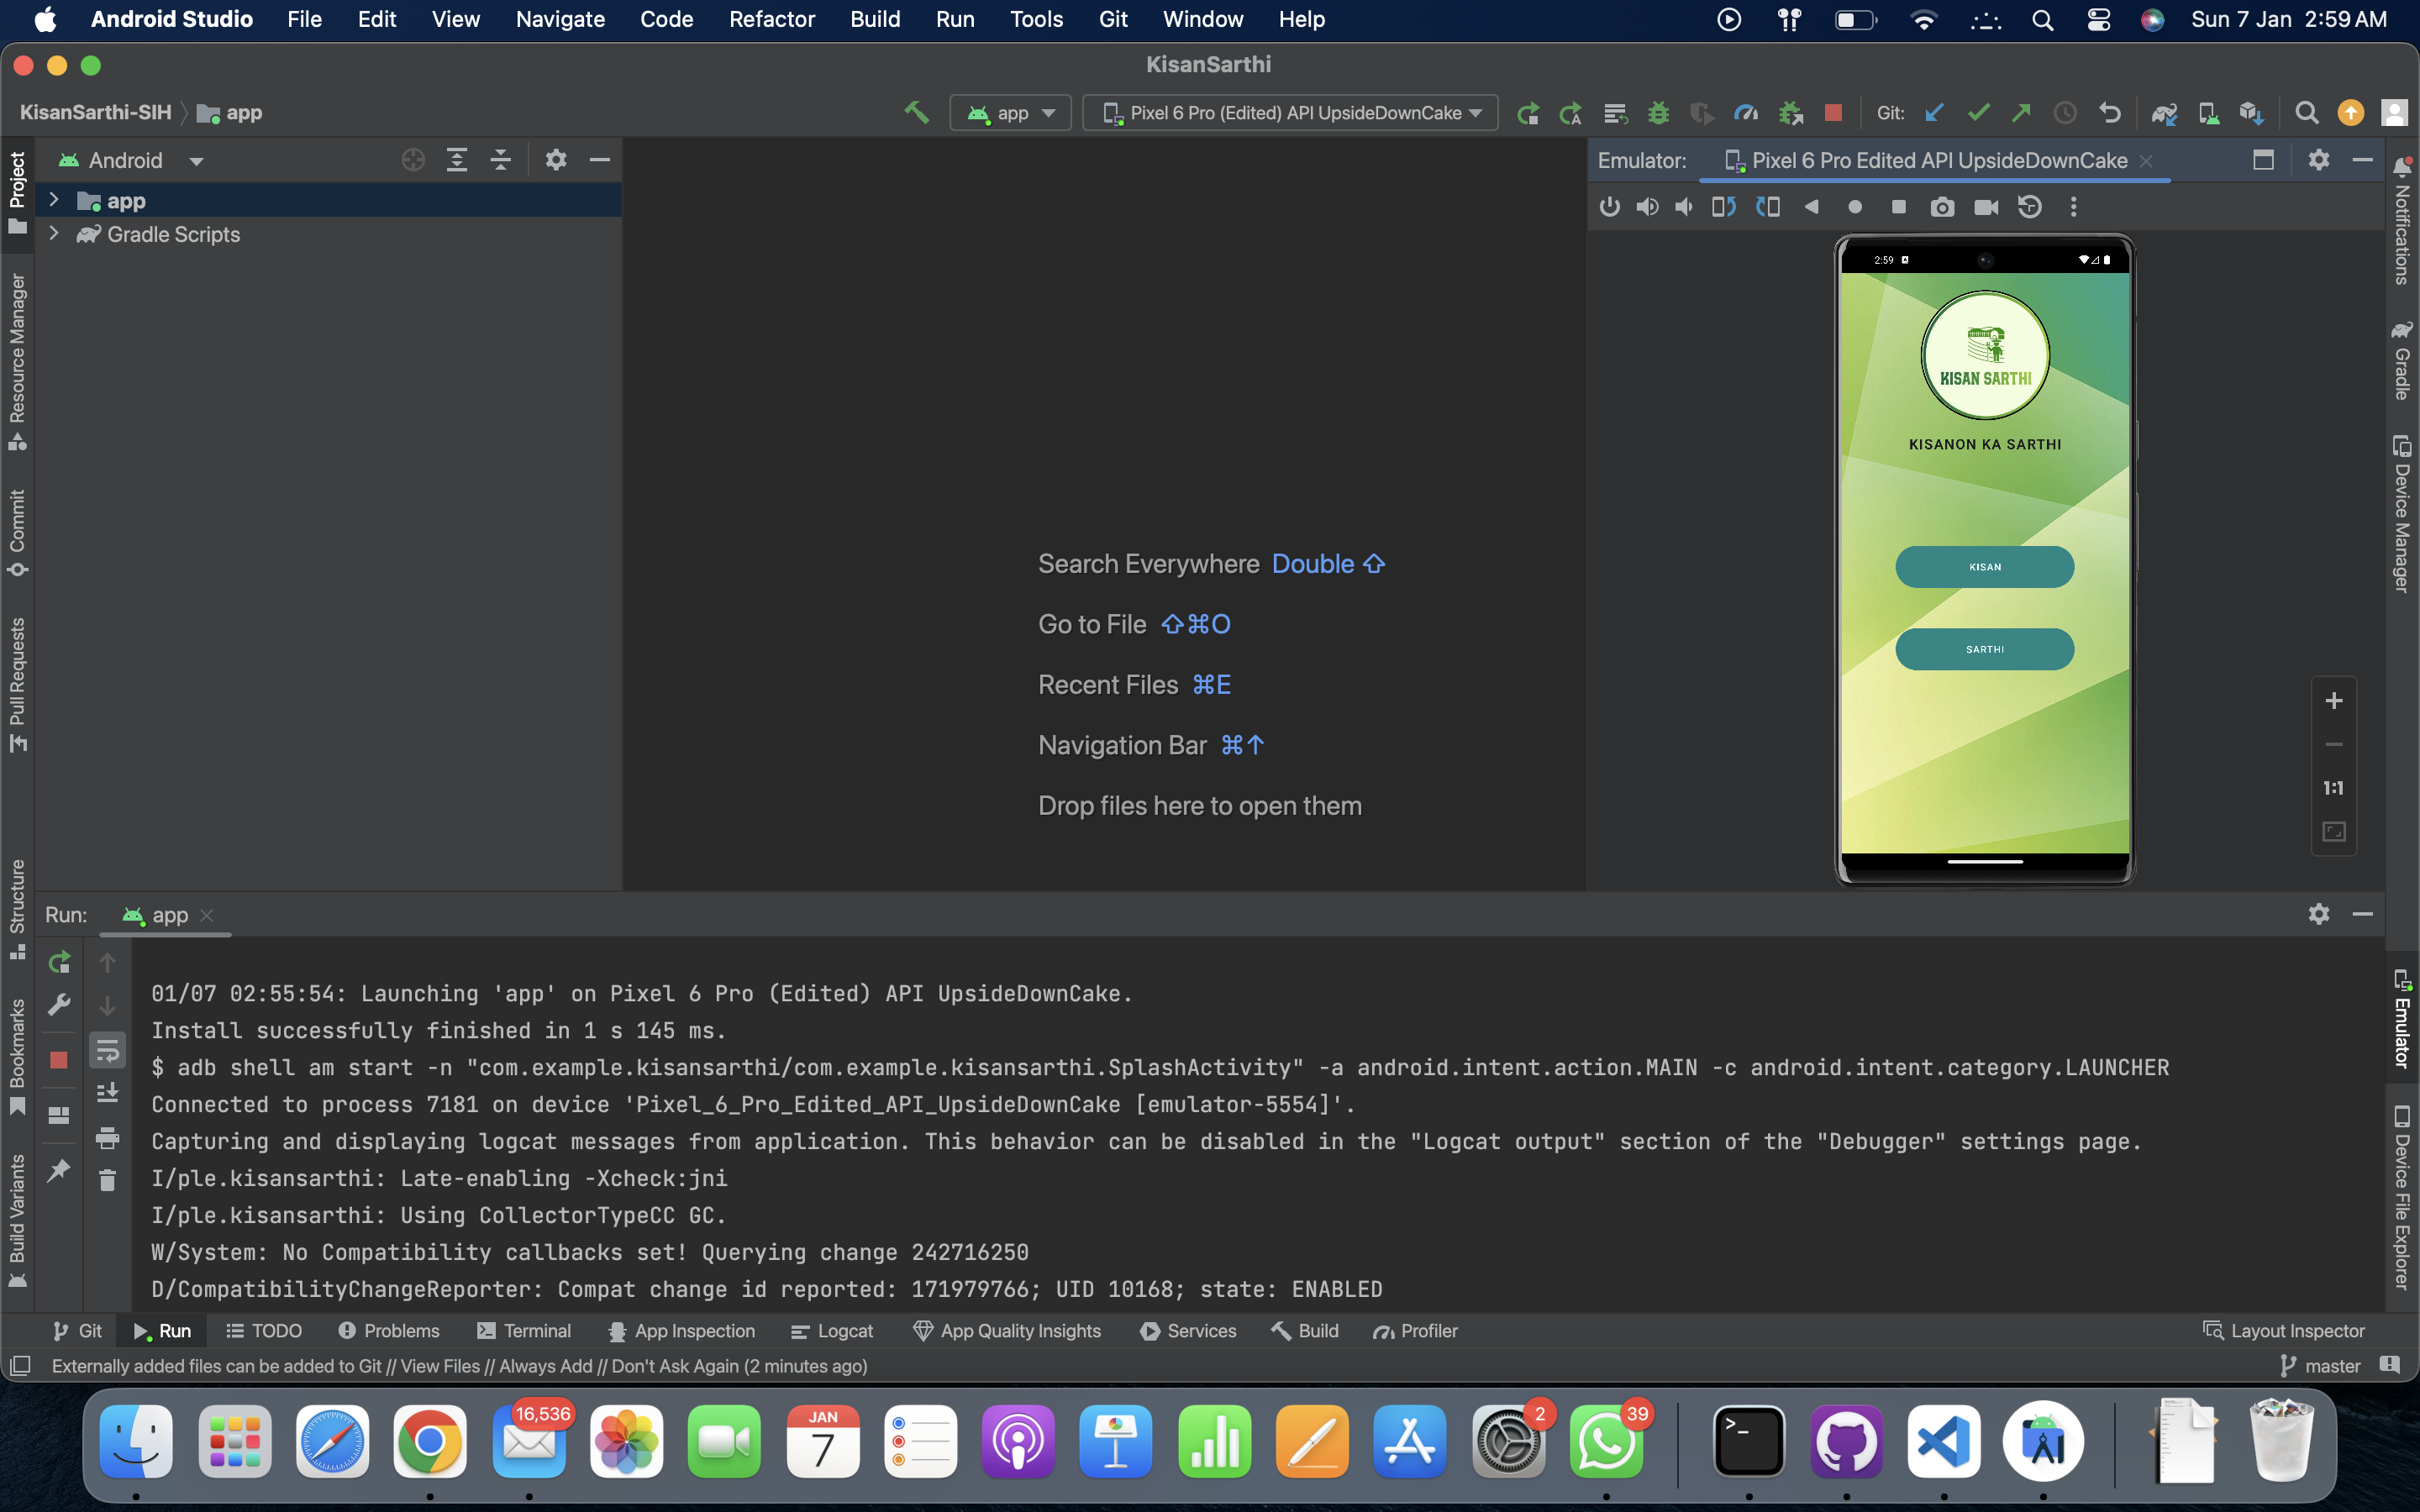 Android Studio File Edit View Navigate Code Refactor Build Run Tools Git Window Help Sun 7 Jan 2:59 AM
KisanSarthi
KisanSarthi-SIH app app Pixel 6 Pro (Edited) API UpsideDownCake Git:
Android
Emulator: Pixel 6 Pro Edited API UpsideDownCake
app
Gradle Scripts
Project
Resource Manager
Commit
Pull Requests
Structure
Bookmarks
Build Variants
Search Everywhere Double ⇧
Go to File ⇧⌘O
Recent Files ⌘E
Navigation Bar ⌘↑
Drop files here to open them
2:59
KISAN SARTHI
KISANON KA SARTHI
KISAN
SARTHI
1:1
Notifications
Gradle
Device Manager
Emulator
Device File Explorer
Run: app
01/07 02:55:54: Launching 'app' on Pixel 6 Pro (Edited) API UpsideDownCake.
Install successfully finished in 1 s 145 ms.
$ adb shell am start -n "com.example.kisansarthi/com.example.kisansarthi.SplashActivity" -a android.intent.action.MAIN -c android.intent.category.LAUNCHER
Connected to process 7181 on device 'Pixel_6_Pro_Edited_API_UpsideDownCake [emulator-5554]'.
Capturing and displaying logcat messages from application. This behavior can be disabled in the "Logcat output" section of the "Debugger" settings page.
I/ple.kisansarthi: Late-enabling -Xcheck:jni
I/ple.kisansarthi: Using CollectorTypeCC GC.
W/System: No Compatibility callbacks set! Querying change 242716250
D/CompatibilityChangeReporter: Compat change id reported: 171979766; UID 10168; state: ENABLED
Git Run TODO Problems Terminal App Inspection Logcat App Quality Insights Services Build Profiler Layout Inspector
Externally added files can be added to Git // View Files // Always Add // Don't Ask Again (2 minutes ago) master
16,536 JAN 2 39
7